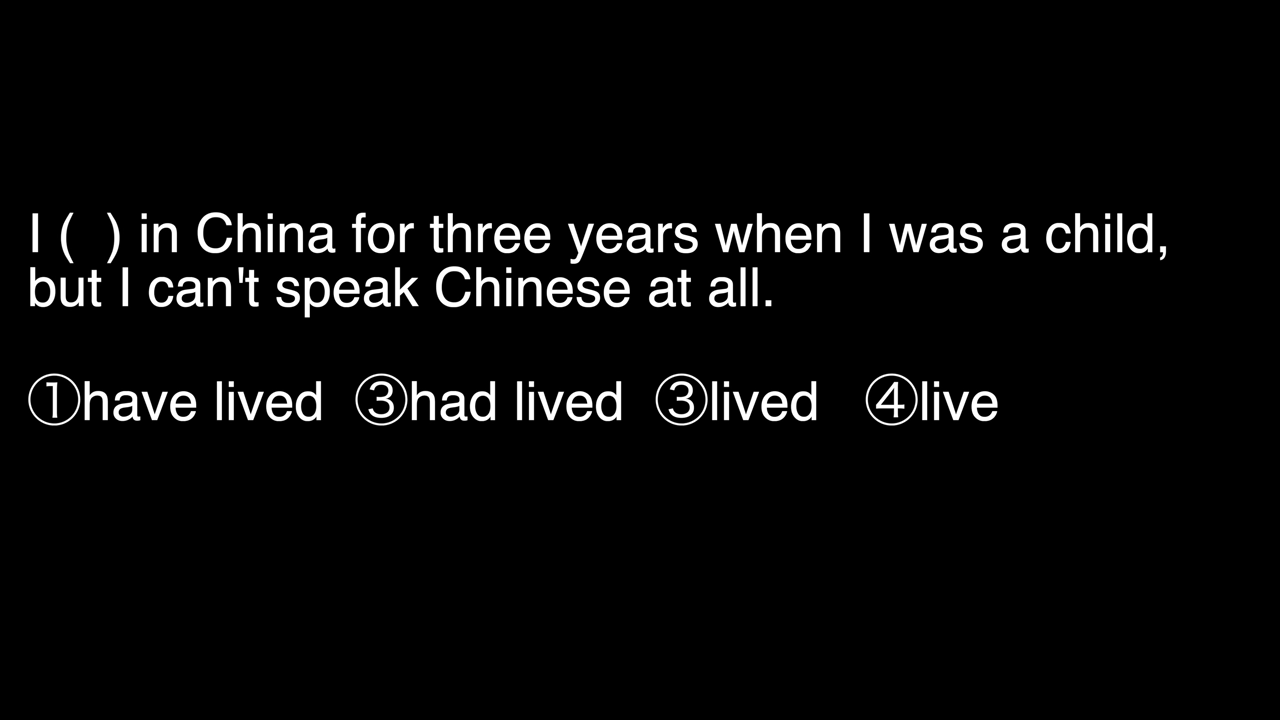 I (  ) in China for three years when I was a child,
but I can't speak Chinese at all.
①have lived  ③had lived  ③lived   ④live